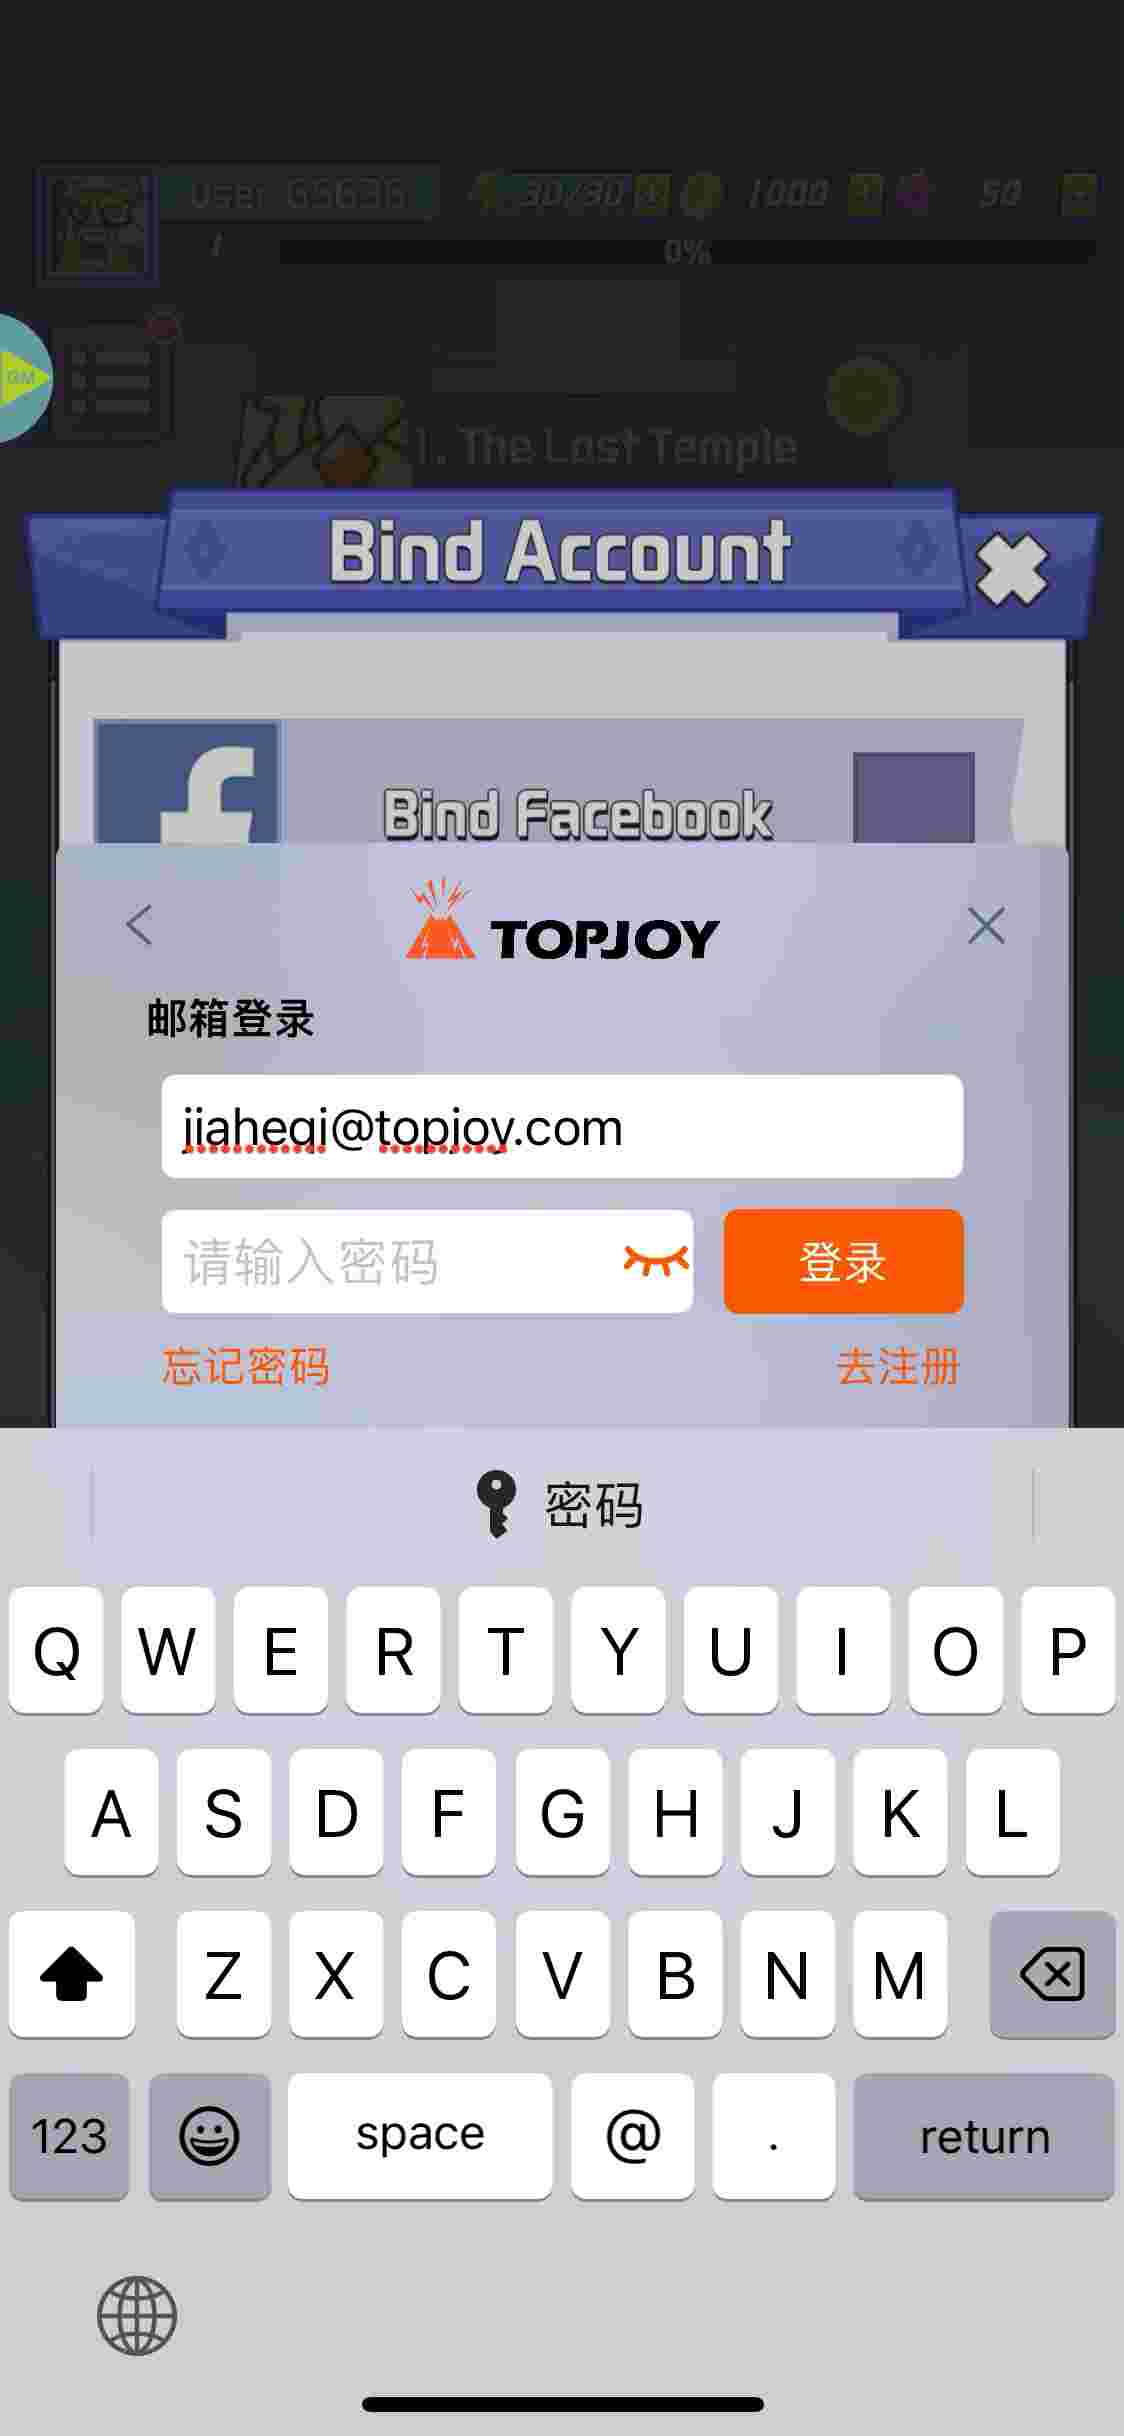 User 65636
30/30
1000
50
1
0%
GM
1. The Lost Temple
Bind Account
Bind Facebook
TOPJOY
邮箱登录
jiaheqi@topjoy.com
请输入密码
登录
忘记密码
去注册
密码
Q W E R T Y U I O P
A S D F G H J K L
Z X C V B N M
123
space
@
.
return